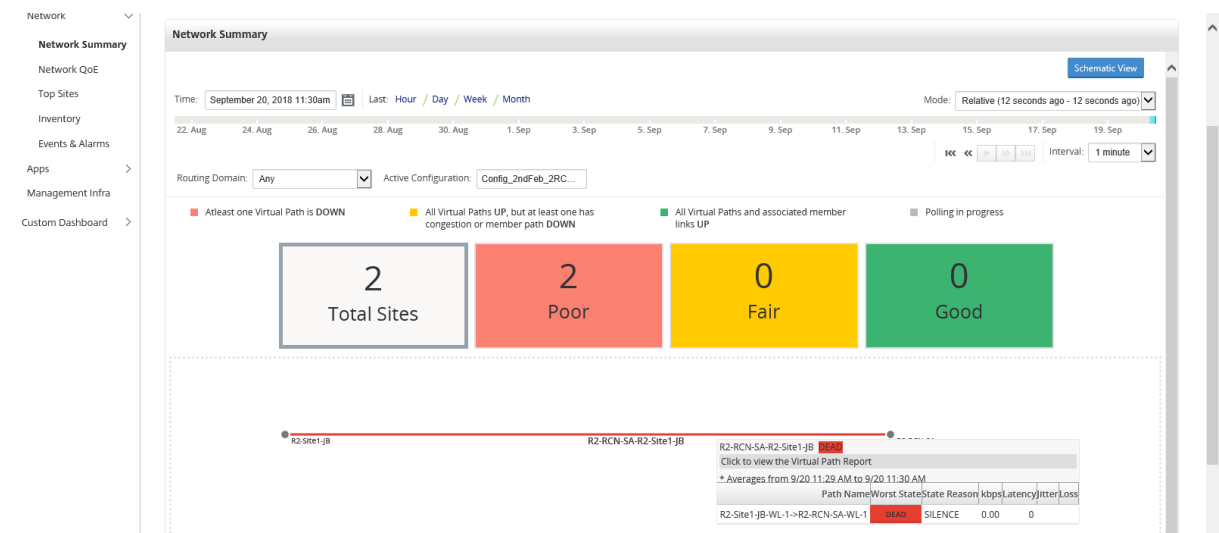 Network
Network Summary
Network QoE
Top Sites
Inventory
Events & Alarms
Apps
Management Infra
Custom Dashboard
Network Summary
Schematic View
Time: September 20, 2018 11:30am Last: Hour / Day / Week / Month Mode: Relative (12 seconds ago - 12 seconds ago)
22. Aug 24. Aug 26. Aug 28. Aug 30. Aug 1. Sep 3. Sep 5. Sep 7. Sep 9. Sep 11. Sep 13. Sep 15. Sep 17. Sep 19. Sep
Interval: 1 minute
Routing Domain: Any Active Configuration: Config_2ndFeb_2RC...
Atleast one Virtual Path is DOWN
All Virtual Paths UP, but at least one has
congestion or member path DOWN
All Virtual Paths and associated member
links UP
Polling in progress
2
Total Sites
2
Poor
0
Fair
0
Good
R2-Site1-JB
R2-RCN-SA-R2-Site1-JB
R2-RCN-SA-R2-Site1-JB DEAD
Click to view the Virtual Path Report
* Averages from 9/20 11:29 AM to 9/20 11:30 AM
Path Name Worst State State Reason kbps Latency Jitter Loss
R2-Site1-JB-WL-1->R2-RCN-SA-WL-1 DEAD SILENCE 0.00 0